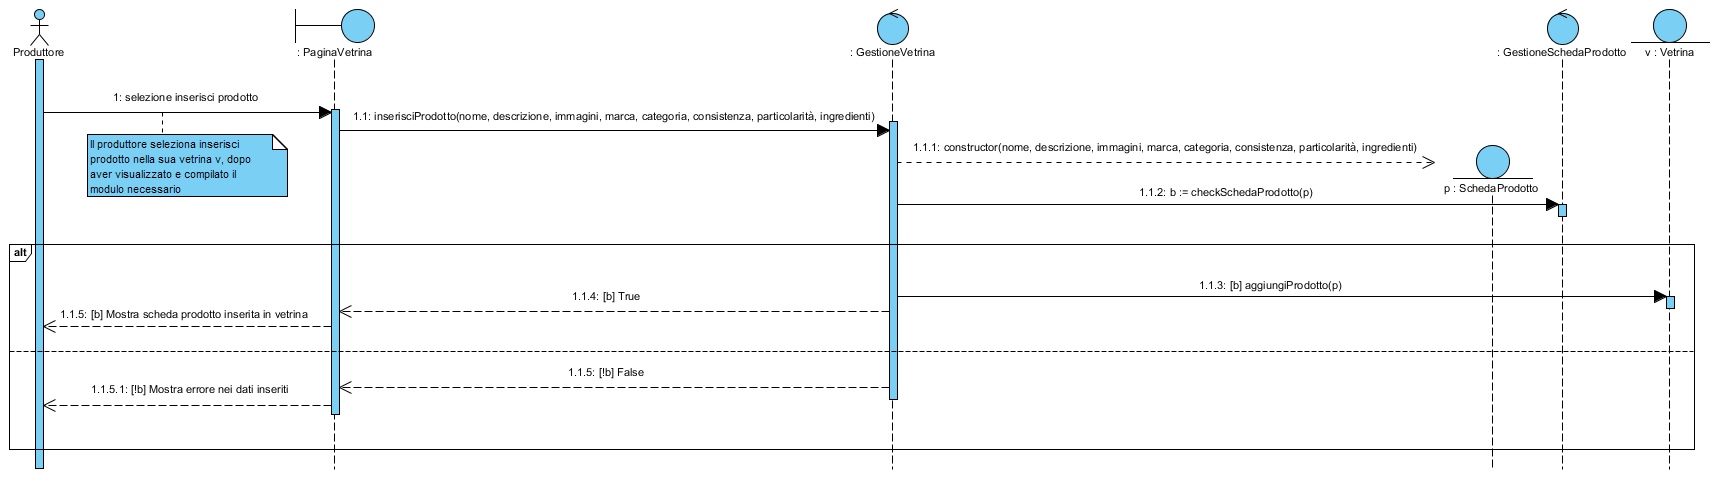 Produttore
: PaginaVetrina
: GestioneVetrina
: GestioneSchedaProdotto
v : Vetrina
1: selezione inserisci prodotto
Il produttore seleziona inserisci
prodotto nella sua vetrina v, dopo
aver visualizzato e compilato il
modulo necessario
1.1: inserisciProdotto(nome, descrizione, immagini, marca, categoria, consistenza, particolarità, ingredienti)
1.1.1: constructor(nome, descrizione, immagini, marca, categoria, consistenza, particolarità, ingredienti)
p : SchedaProdotto
1.1.2: b := checkSchedaProdotto(p)
alt
1.1.3: [b] aggiungiProdotto(p)
1.1.4: [b] True
1.1.5: [b] Mostra scheda prodotto inserita in vetrina
1.1.5: [!b] False
1.1.5.1: [!b] Mostra errore nei dati inseriti